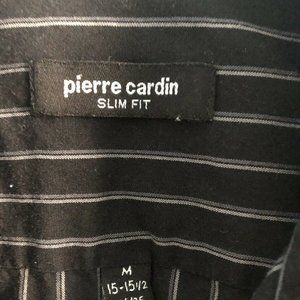 pierre cardin
SLIM FIT
M
15-15 1/2